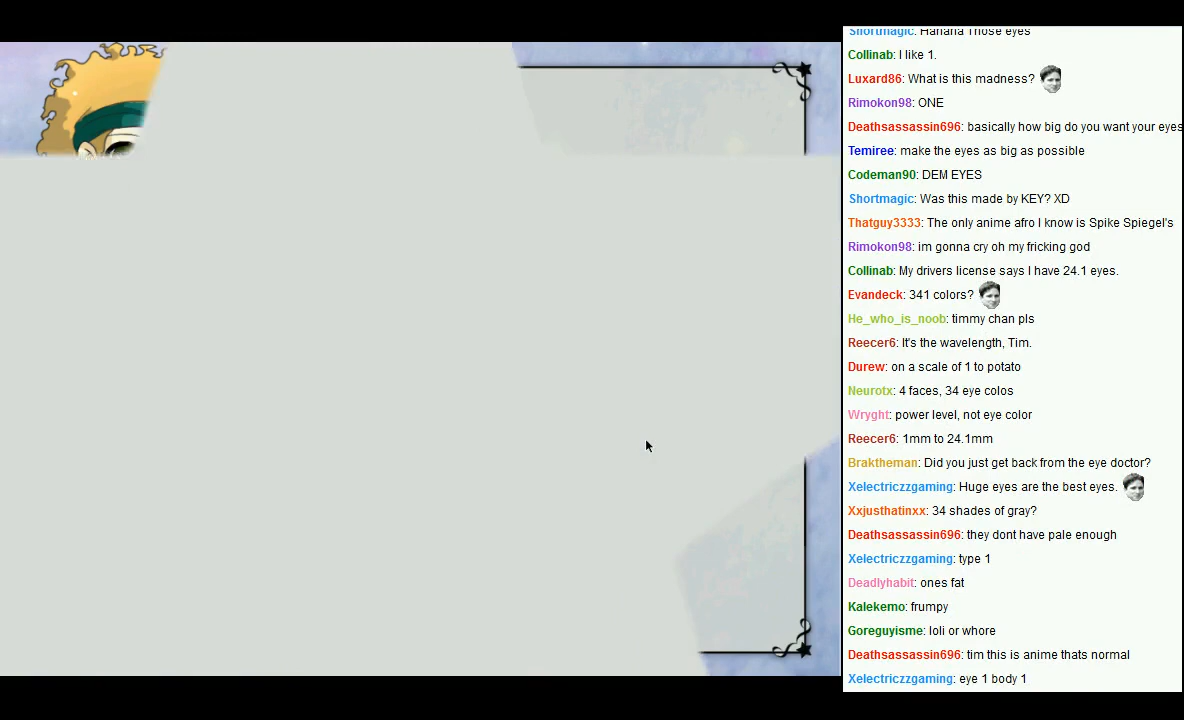 Shortmagic: Hahaha Those eyes
Collinab: I like 1.
Luxard86: What is this madness?
Rimokon98: ONE
Deathsassassin696: basically how big do you want your eyes
Temiree: make the eyes as big as possible
Codeman90: DEM EYES
Shortmagic: Was this made by KEY? XD
Thatguy3333: The only anime afro I know is Spike Spiegel's
Rimokon98: im gonna cry oh my fricking god
Collinab: My drivers license says I have 24.1 eyes.
Evandeck: 341 colors?
He_who_is_noob: timmy chan pls
Reecer6: It's the wavelength, Tim.
Durew: on a scale of 1 to potato
Neurotx: 4 faces, 34 eye colos
Wryght: power level, not eye color
Reecer6: 1mm to 24.1mm
Braktheman: Did you just get back from the eye doctor?
Xelectriczzgaming: Huge eyes are the best eyes.
Xxjusthatinxx: 34 shades of gray?
Deathsassassin696: they dont have pale enough
Xelectriczzgaming: type 1
Deadlyhabit: ones fat
Kalekemo: frumpy
Goreguyisme: loli or whore
Deathsassassin696: tim this is anime thats normal
Xelectriczzgaming: eye 1 body 1